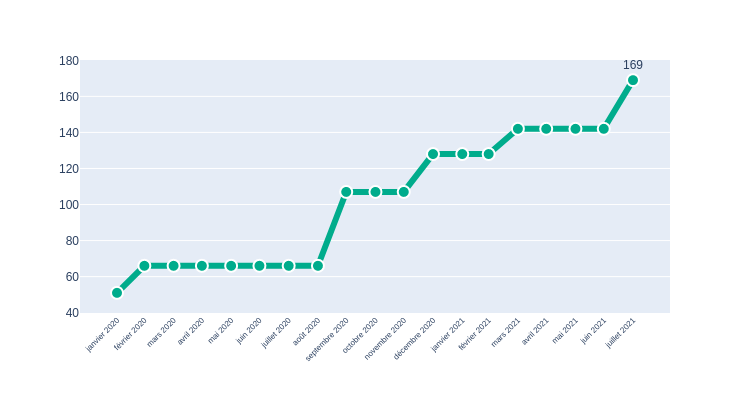 180
169
160
140
120
100
80
60
40
janvier 2020
février 2020
mars 2020
avril 2020
mai 2020
juin 2020
juillet 2020
août 2020
septembre 2020
octobre 2020
novembre 2020
décembre 2020
janvier 2021
février 2021
mars 2021
avril 2021
mai 2021
juin 2021
juillet 2021